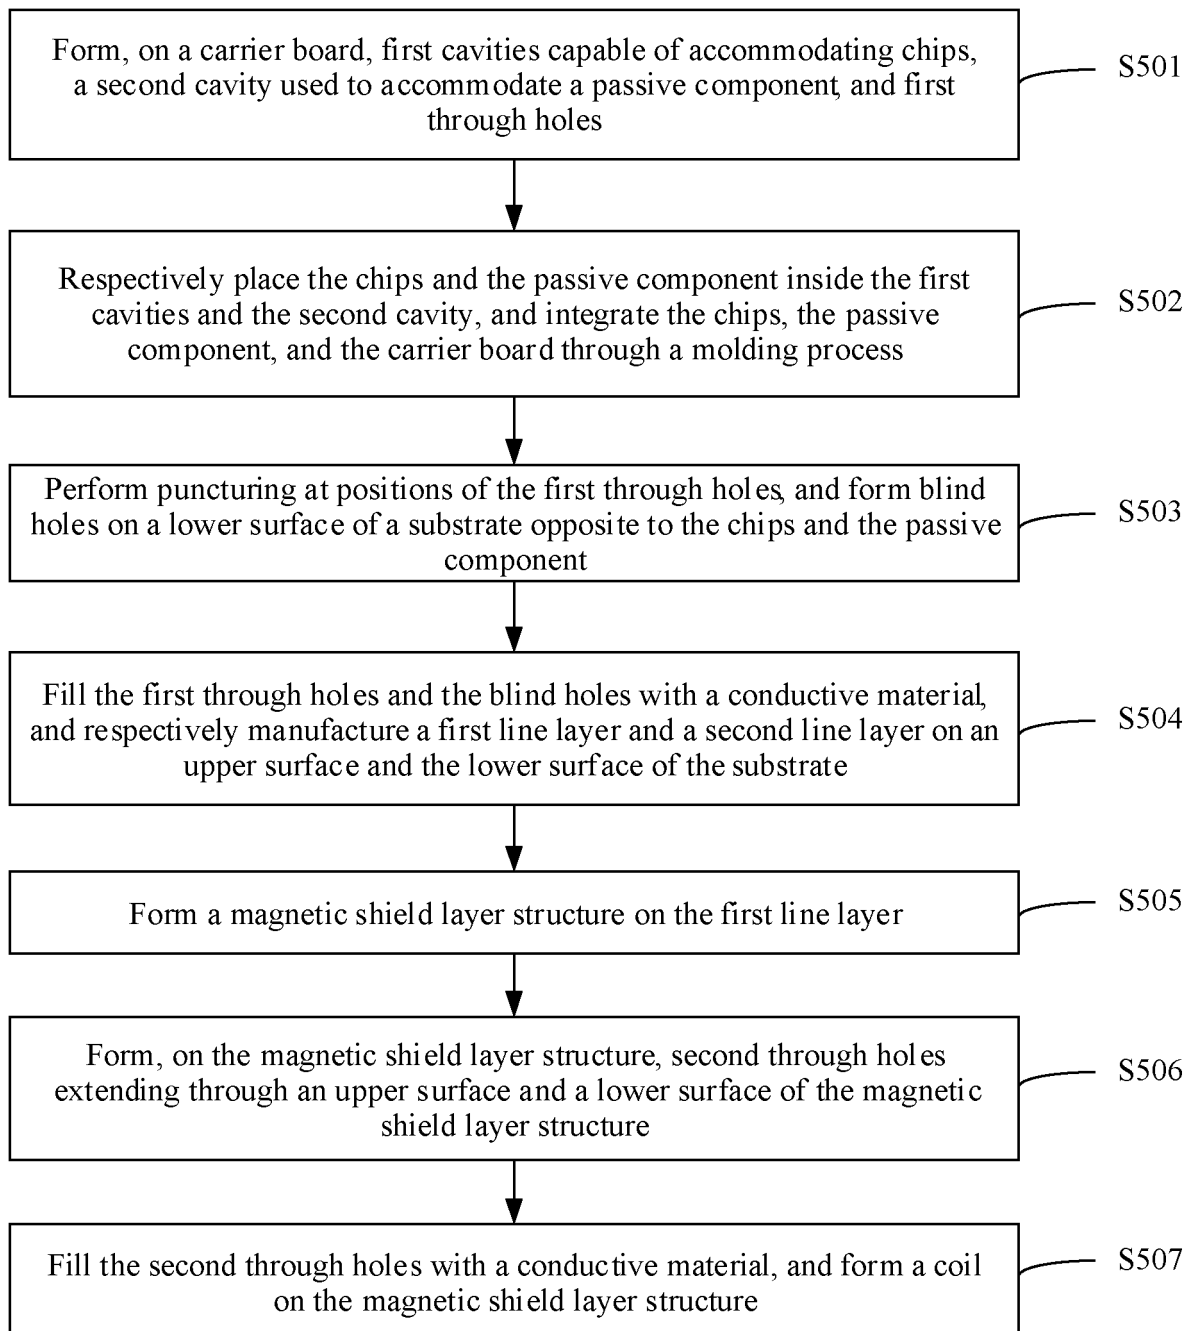 Form, on a carrier board, first cavities capable of accommodating chips,
a second cavity used to accommodate a passive component, and first
through holes
S501
Respectively place the chips and the passive component inside the first
cavities and the second cavity, and integrate the chips, the passive
component, and the carrier board through a molding process
S502
Perform puncturing at positions of the first through holes, and form blind
holes on a lower surface of a substrate opposite to the chips and the passive
component
S503
Fill the first through holes and the blind holes with a conductive material,
and respectively manufacture a first line layer and a second line layer on an
upper surface and the lower surface of the substrate
S504
Form a magnetic shield layer structure on the first line layer
S505
Form, on the magnetic shield layer structure, second through holes
extending through an upper surface and a lower surface of the magnetic
shield layer structure
S506
Fill the second through holes with a conductive material, and form a coil
on the magnetic shield layer structure
S507